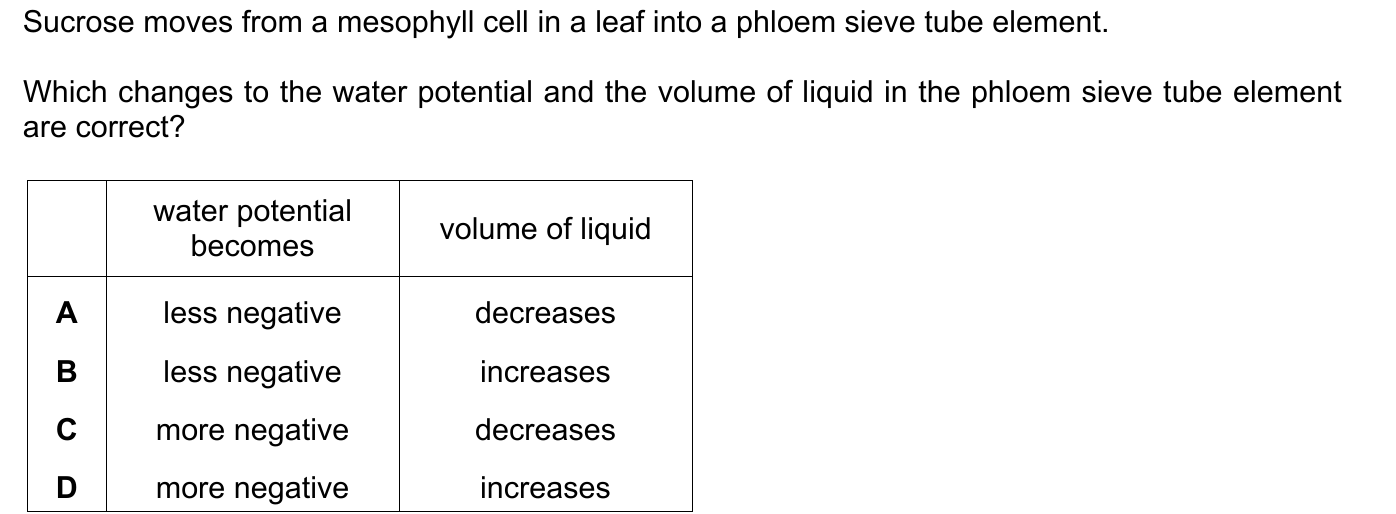 Sucrose moves from a mesophyll cell in a leaf into a phloem sieve tube element.
Which changes to the water potential and the volume of liquid in the phloem sieve tube element
are correct?
water potential
becomes
volume of liquid
A less negative decreases
B less negative increases
C more negative decreases
D more negative increases